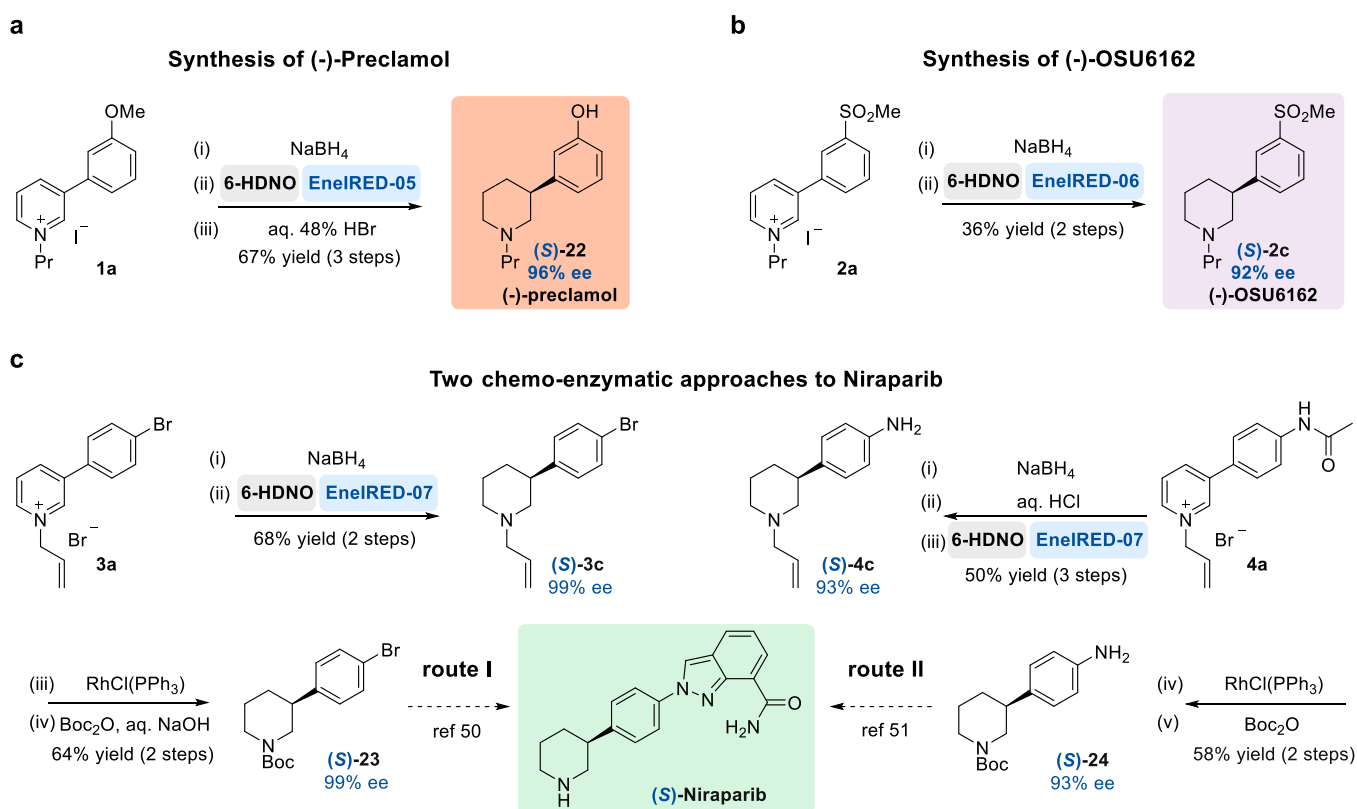 a
Synthesis of (-)-Preclamol
OMe
N
+
I−
Pr
1a
(i) NaBH4
(ii) 6-HDNO EneIRED-05
(iii) aq. 48% HBr
67% yield (3 steps)
OH
N
Pr
(S)-22
96% ee
(-)-preclamol
b
Synthesis of (-)-OSU6162
SO2Me
N
+
I−
Pr
2a
(i) NaBH4
(ii) 6-HDNO EneIRED-06
36% yield (2 steps)
SO2Me
N
Pr
(S)-2c
92% ee
(-)-OSU6162
c
Two chemo-enzymatic approaches to Niraparib
Br
+
N
Br−
3a
(i) NaBH4
(ii) 6-HDNO EneIRED-07
68% yield (2 steps)
Br
N
(S)-3c
99% ee
NH2
N
(S)-4c
93% ee
(i) NaBH4
(ii) aq. HCl
(iii) 6-HDNO EneIRED-07
50% yield (3 steps)
H
N
O
+
N
Br−
4a
(iii) RhCl(PPh3)
(iv) Boc2O, aq. NaOH
64% yield (2 steps)
Br
N
Boc
(S)-23
99% ee
route I
ref 50
N
N
O
NH2
N
H
(S)-Niraparib
route II
ref 51
NH2
N
Boc
(S)-24
93% ee
(iv) RhCl(PPh3)
(v) Boc2O
58% yield (2 steps)